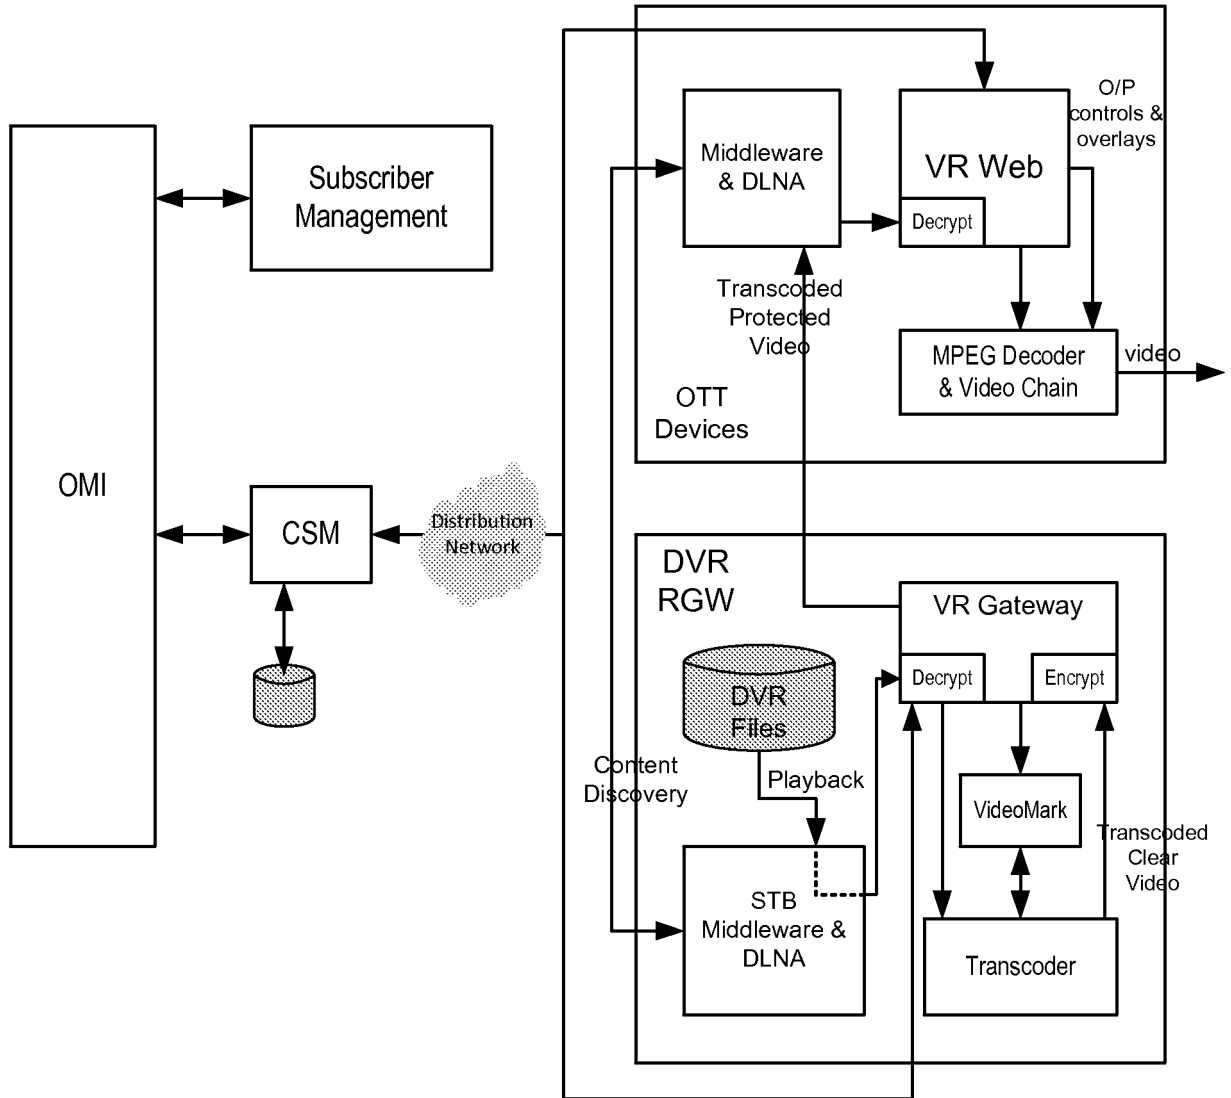 OMI
Subscriber
Management
CSM
Distribution
Network
Middleware
& DLNA
VR Web
Decrypt
O/P
controls &
overlays
Transcoded
Protected
Video
MPEG Decoder
& Video Chain
video
OTT
Devices
DVR
RGW
VR Gateway
Decrypt
Encrypt
DVR
Files
Content
Discovery
Playback
VideoMark
Transcoded
Clear
Video
STB
Middleware &
DLNA
Transcoder